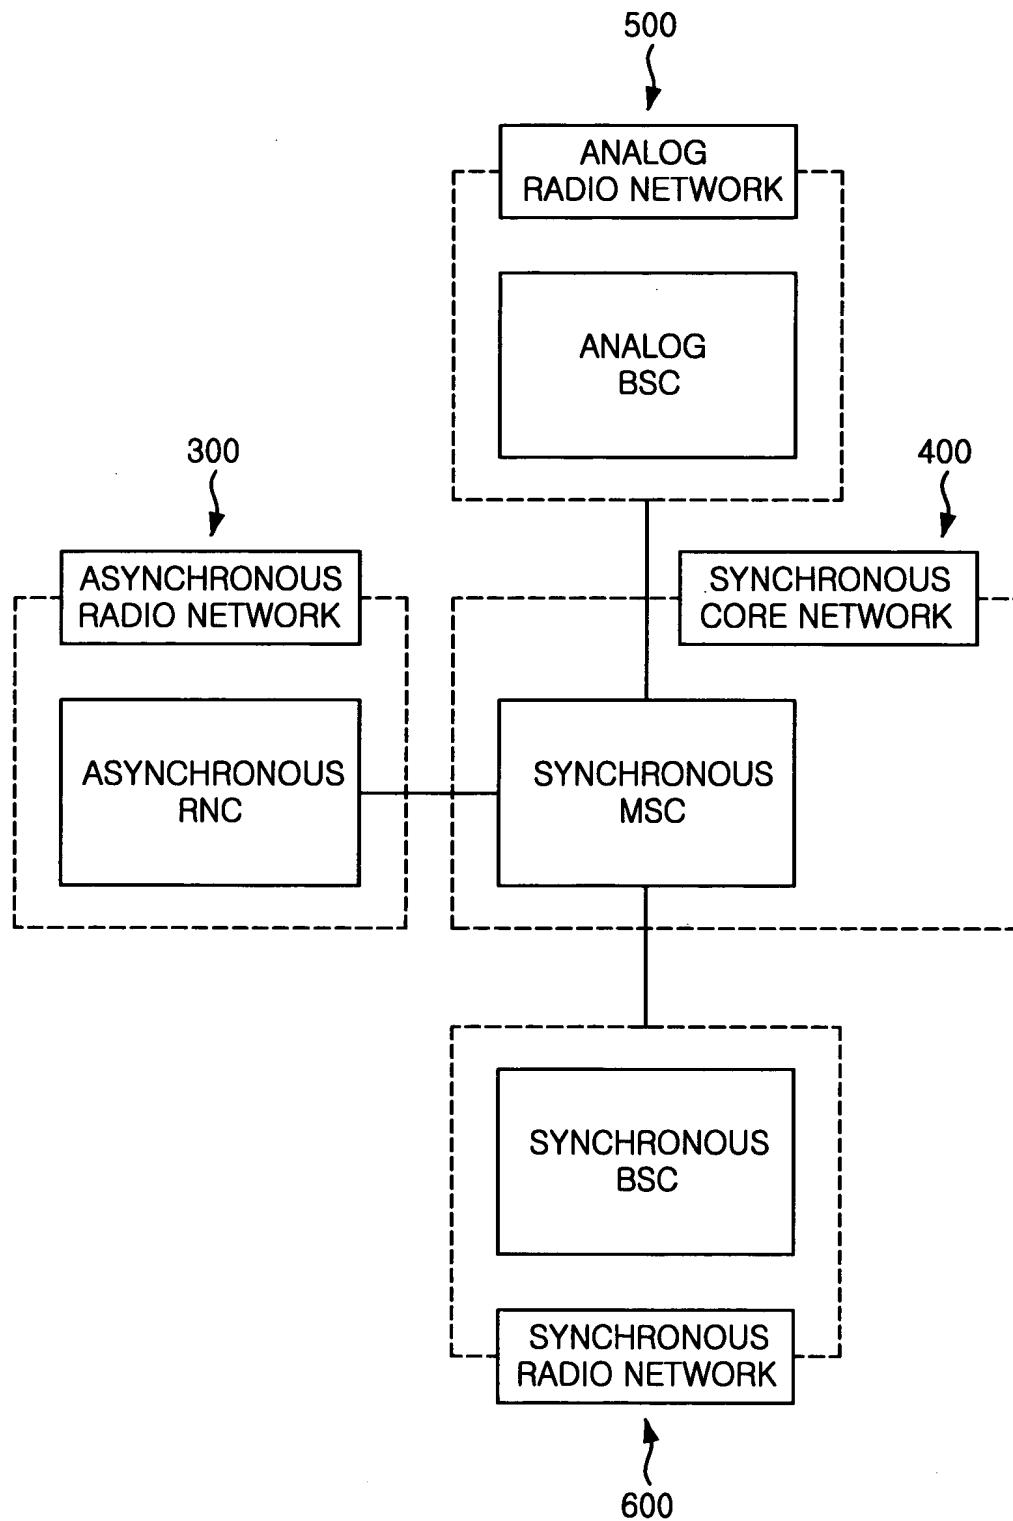 500
ANALOG
RADIO NETWORK
ANALOG
BSC
300
400
ASYNCHRONOUS
RADIO NETWORK
SYNCHRONOUS
CORE NETWORK
ASYNCHRONOUS
RNC
SYNCHRONOUS
MSC
SYNCHRONOUS
BSC
SYNCHRONOUS
RADIO NETWORK
600